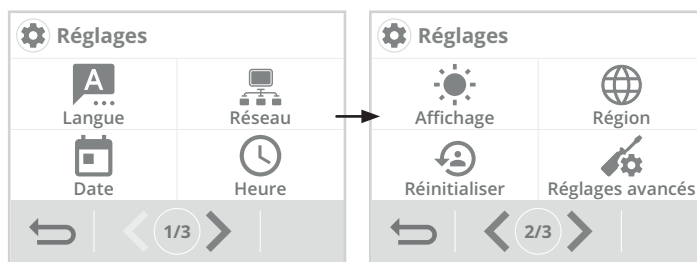 Réglages
A
Langue
Réseau
Date
Heure
1/3
Réglages
Affichage
Région
Réinitialiser
Réglages avancés
2/3